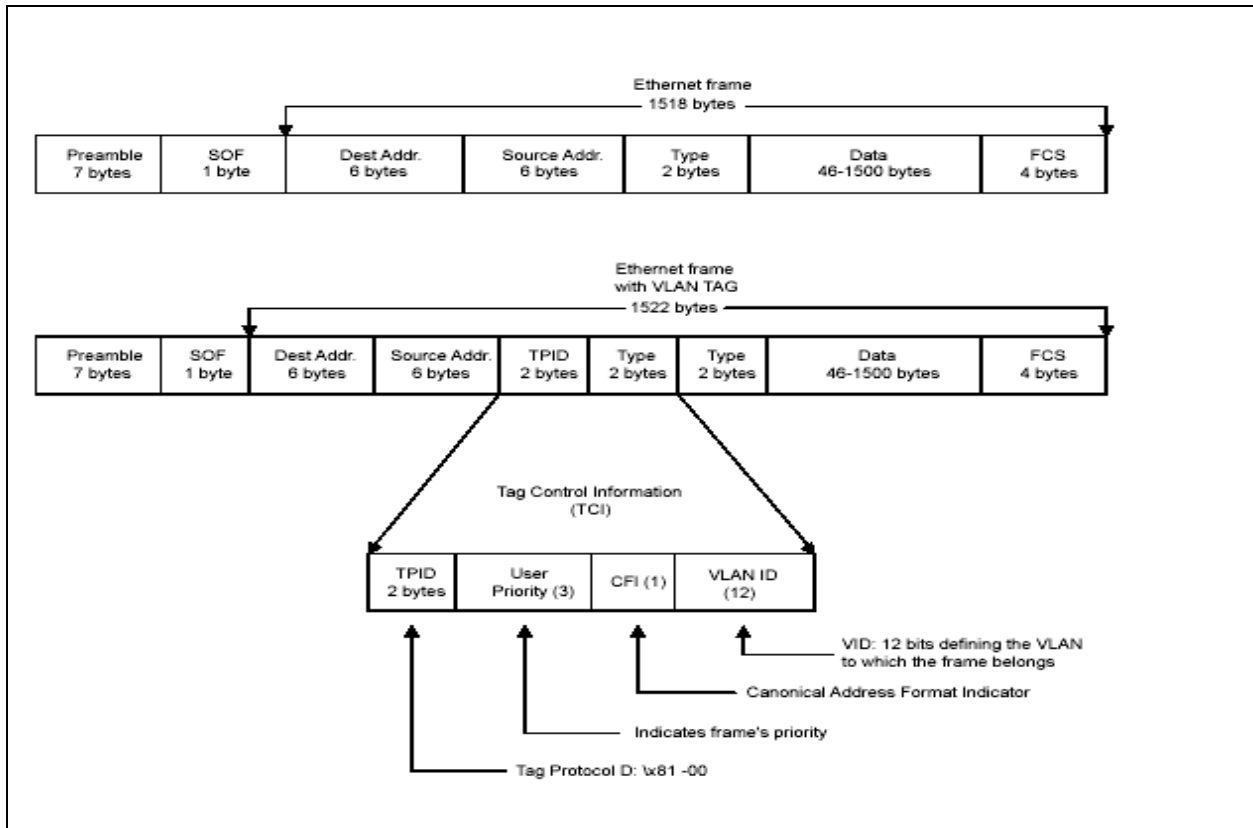 Ethernet frame
1518 bytes
Preamble
7 bytes
SOF
1 byte
Dest Addr.
6 bytes
Source Addr.
6 bytes
Type
2 bytes
Data
46-1500 bytes
FCS
4 bytes
Ethernet frame
with VLAN TAG
1522 bytes
Preamble
7 bytes
SOF
1 byte
Dest Addr.
6 bytes
Source Addr.
6 bytes
TPID
2 bytes
Type
2 bytes
Type
2 bytes
Data
46-1500 bytes
FCS
4 bytes
Tag Control Information
(TCI)
TPID
2 bytes
User
Priority (3)
CFI (1)
VLAN ID
(12)
VID: 12 bits defining the VLAN
to which the frame belongs
Canonical Address Format Indicator
Indicates frame's priority
Tag Protocol D: \x81 -00